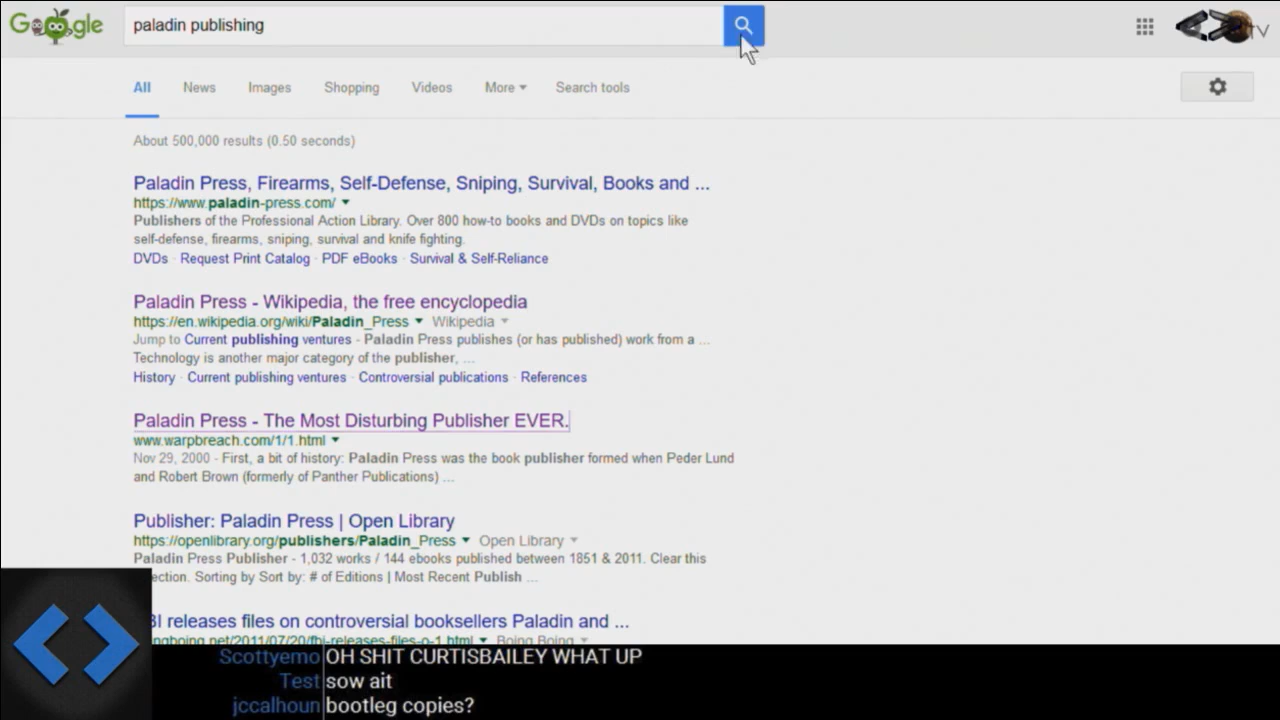 Google
paladin publishing
TV
All News Images Shopping Videos More Search tools
About 500,000 results (0.50 seconds)
Paladin Press, Firearms, Self-Defense, Sniping, Survival, Books and ...
https://www.paladin-press.com/
Publishers of the Professional Action Library. Over 800 how-to books and DVDs on topics like
self-defense, firearms, sniping, survival and knife fighting.
DVDs · Request Print Catalog · PDF eBooks · Survival & Self-Reliance
Paladin Press - Wikipedia, the free encyclopedia
https://en.wikipedia.org/wiki/Paladin_Press Wikipedia
Jump to Current publishing ventures - Paladin Press publishes (or has published) work from a ...
Technology is another major category of the publisher, ...
History · Current publishing ventures · Controversial publications · References
Paladin Press - The Most Disturbing Publisher EVER.
www.warpbreach.com/1/1.html
Nov 29, 2000 - First, a bit of history: Paladin Press was the book publisher formed when Peder Lund
and Robert Brown (formerly of Panther Publications) ...
Publisher: Paladin Press | Open Library
https://openlibrary.org/publishers/Paladin_Press Open Library
Paladin Press Publisher - 1,032 works / 144 ebooks published between 1851 & 2011. Clear this
ection. Sorting by Sort by: # of Editions | Most Recent Publish ...
BI releases files on controversial booksellers Paladin and ...
ngboing.net/2011/07/20/fbi-releases-files-o-1.html Boing Boing
Scottyemo OH SHIT CURTISBAILEY WHAT UP
Test sow ait
jccalhoun bootleg copies?